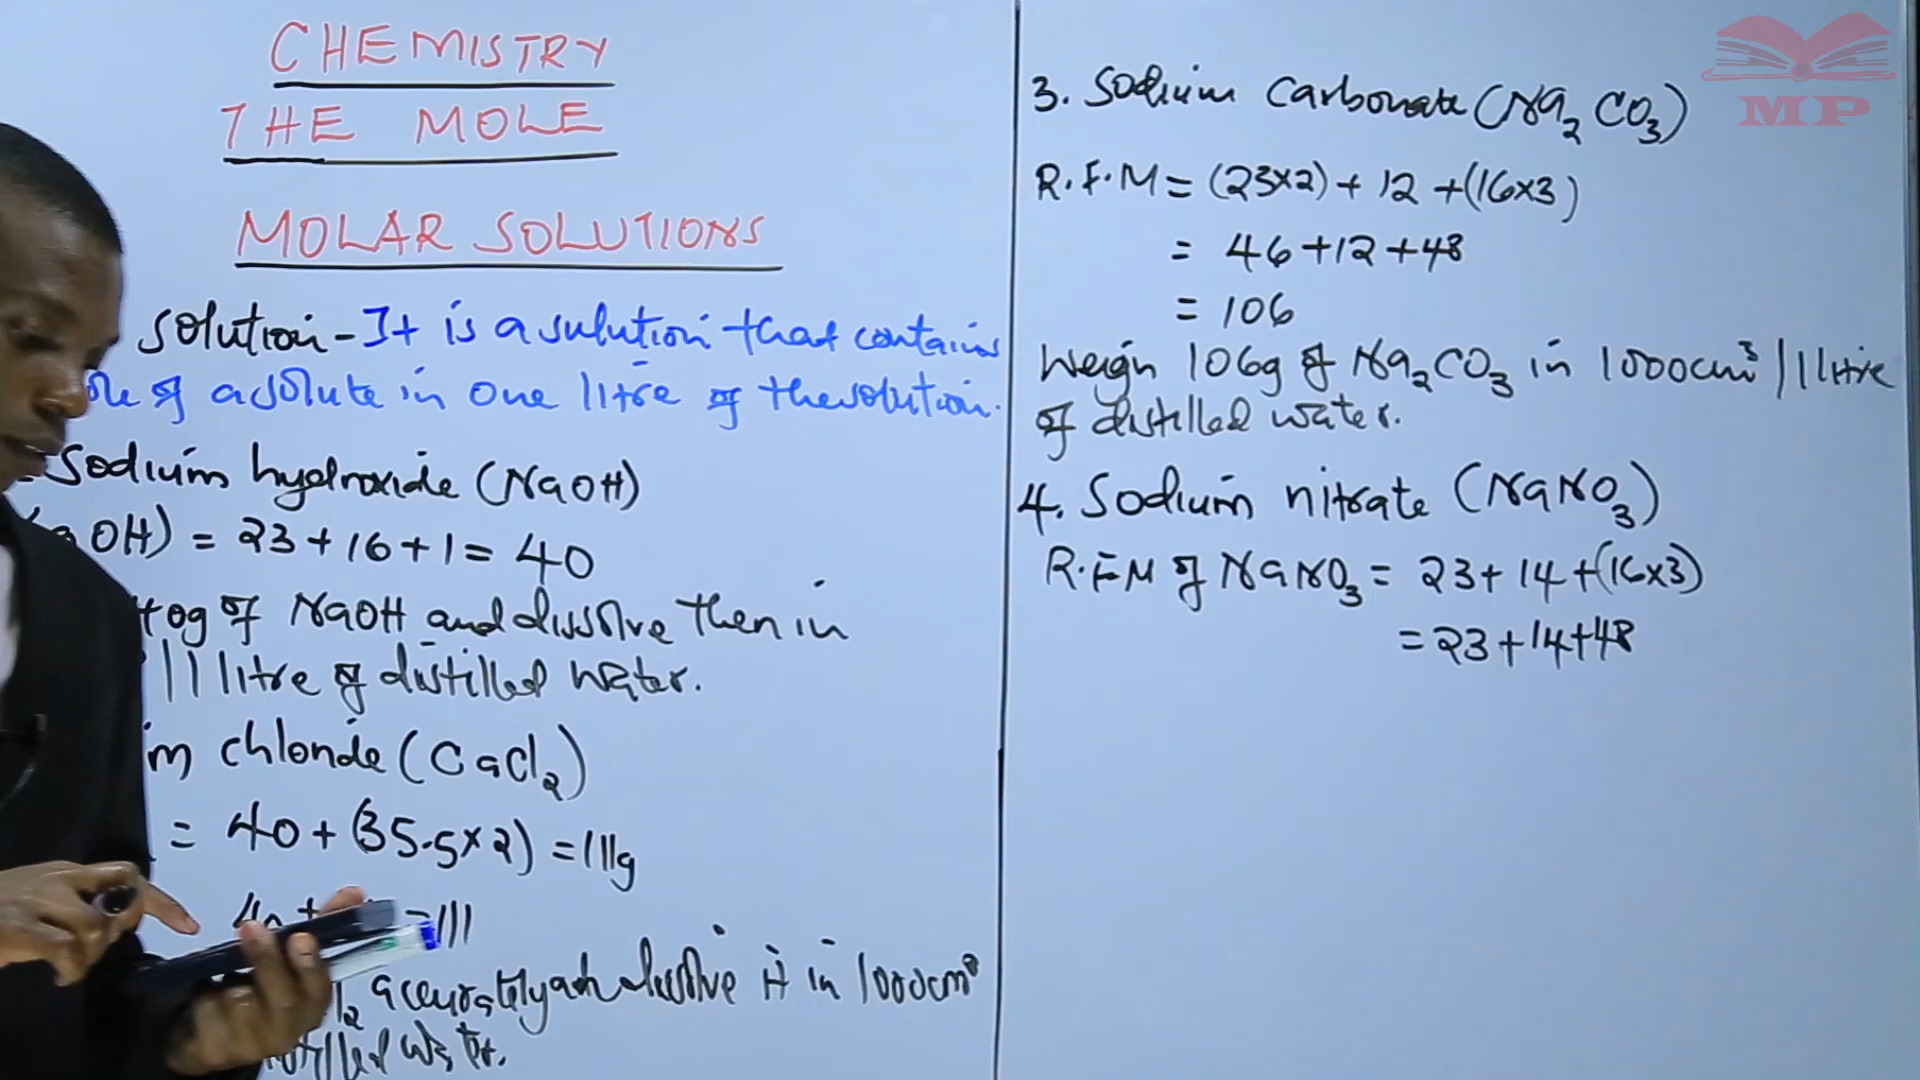 CHEMISTRY
THE MOLE
MOLAR SOLUTIONS
Solution - It is a sulution that contains
of a solute in one litre of the solution.
Sodium hydroxide (NaOH)
OH) = 23 + 16 + 1 = 40
of NaOH and dissolve then in
| 1 litre of distilled water.
chloride (CaCl2)
= 40 + (35.5 × 2) = 111g
= 111
accurately and dissolve it in 1000cm3
water.
3. Sodium Carbonate (Na2CO3)
R.F.M = (23×2) + 12 + (16×3)
= 46 + 12 + 48
= 106
Weigh 106g of Na2CO3 in 1000cm3 | 1 litre
of distilled water.
4. Sodium nitrate (NaNO3)
R.F.M of NaNO3 = 23 + 14 + (16×3)
= 23 + 14 + 48
MP